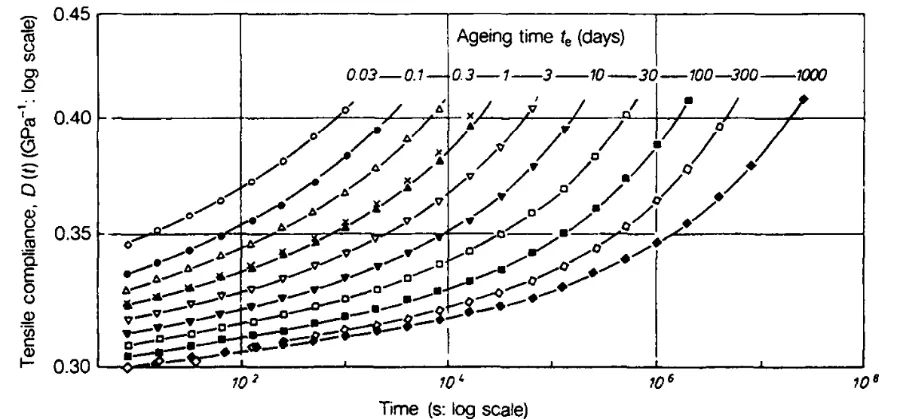 0.45
0.40
0.35
0.30
Tensile compliance, D(t) (GPa⁻¹: log scale)
Ageing time tₑ (days)
0.03 0.1 0.3 1 3 10 30 100 300 1000
10² 10⁴ 10⁶ 10⁸
Time (s: log scale)